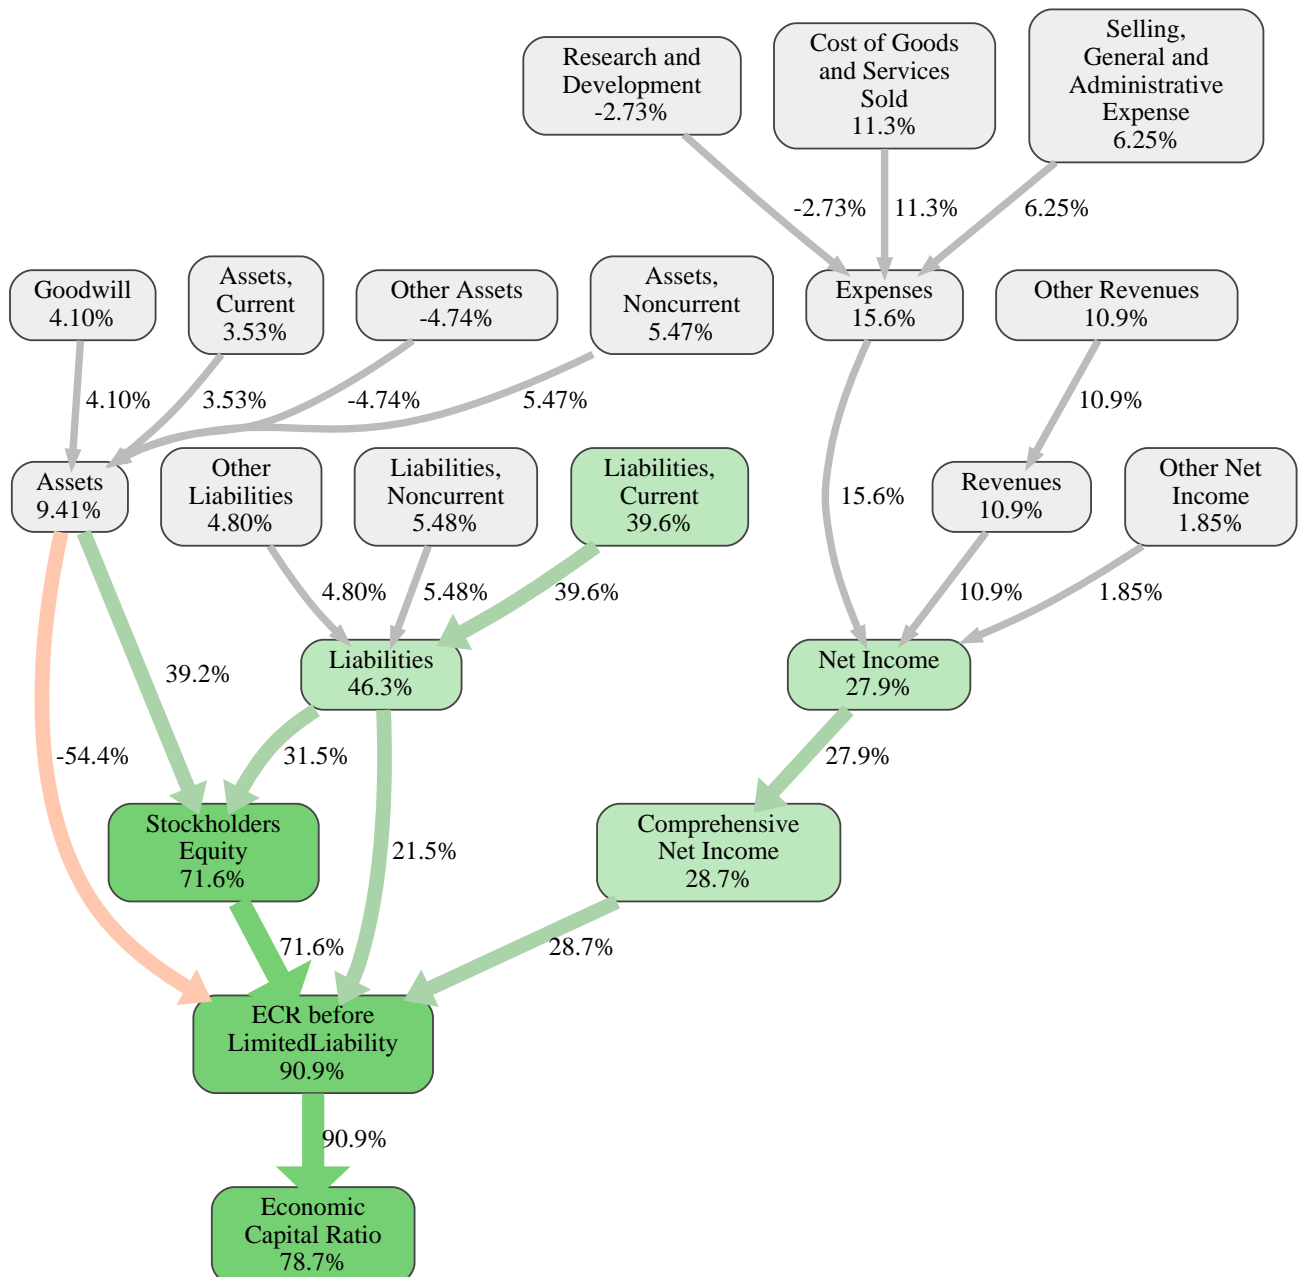 Research and
Development
-2.73%
Cost of Goods
and Services
Sold
11.3%
Selling,
General and
Administrative
Expense
6.25%
-2.73%
11.3%
6.25%
Goodwill
4.10%
Assets,
Current
3.53%
Other Assets
-4.74%
Assets,
Noncurrent
5.47%
Expenses
15.6%
Other Revenues
10.9%
4.10%
3.53%
-4.74%
5.47%
10.9%
Assets
9.41%
Other
Liabilities
4.80%
Liabilities,
Noncurrent
5.48%
Liabilities,
Current
39.6%
15.6%
Revenues
10.9%
Other Net
Income
1.85%
4.80%
5.48%
39.6%
10.9%
1.85%
39.2%
Liabilities
46.3%
Net Income
27.9%
-54.4%
31.5%
27.9%
Stockholders
Equity
71.6%
21.5%
Comprehensive
Net Income
28.7%
71.6%
28.7%
ECR before
LimitedLiability
90.9%
90.9%
Economic
Capital Ratio
78.7%